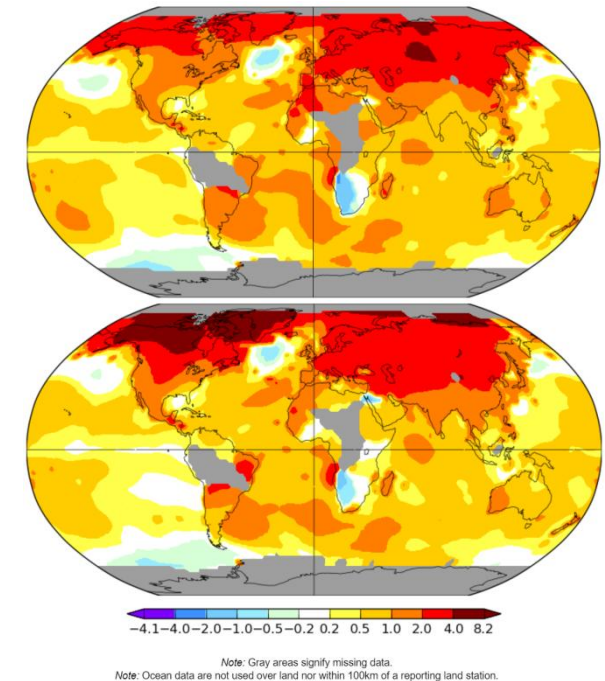 −4.1−4.0−2.0−1.0−0.5−0.2 0.2 0.5 1.0 2.0 4.0 8.2
Note: Gray areas signify missing data.
Note: Ocean data are not used over land nor within 100km of a reporting land station.